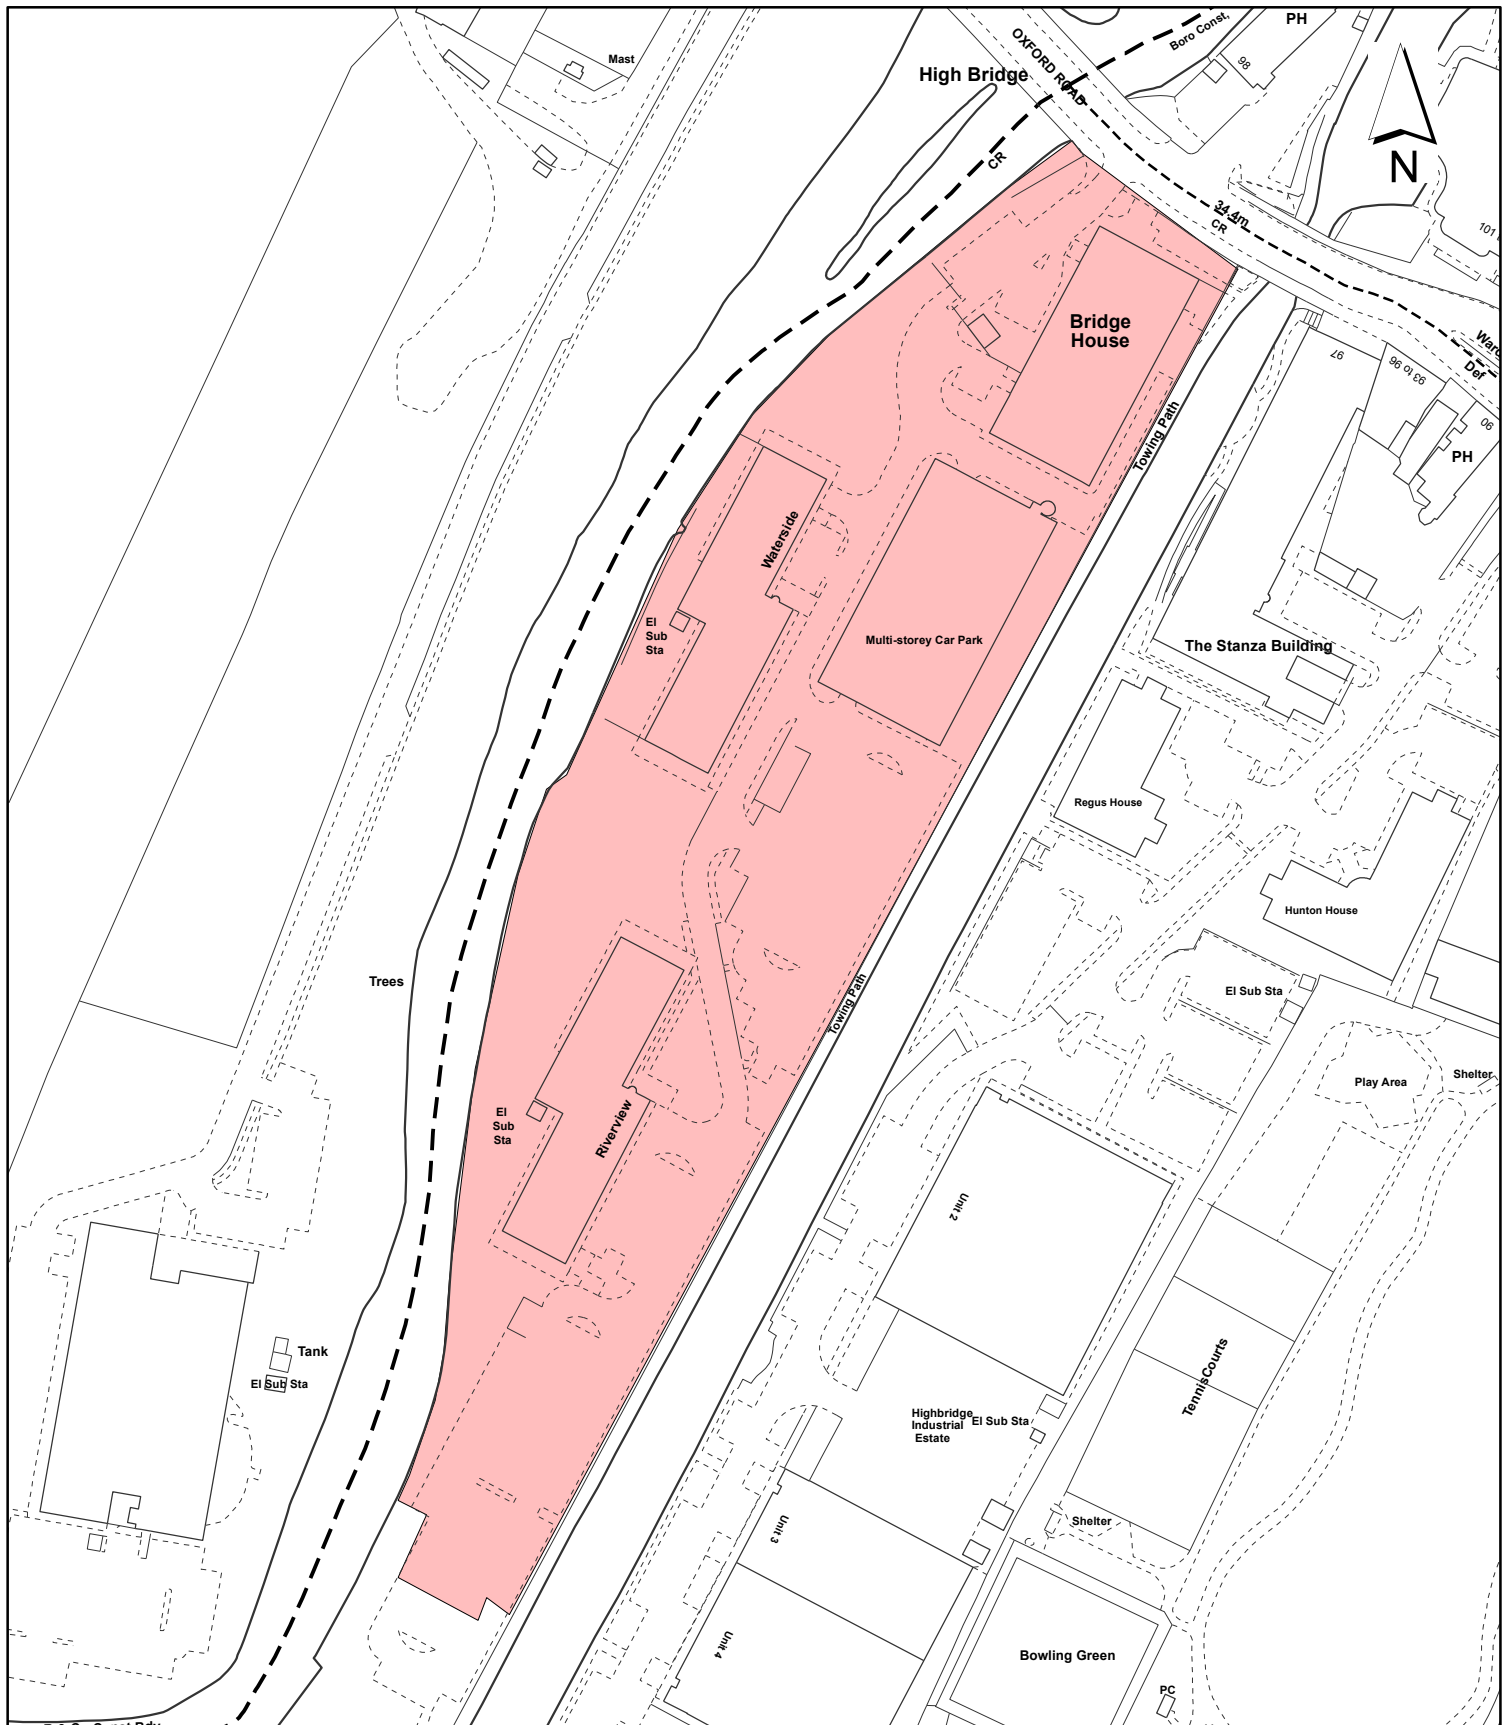 Mast
High Bridge
OXFORD ROAD
Boro Const,
PH
98
N
CR
34.4m
CR
101
Bridge
House
97
93 to 96
Ward
Def
90
PH
Towing Path
Waterside
El
Sub
Sta
Multi-storey Car Park
The Stanza Building
Regus House
Hunton House
Trees
Towing Path
El Sub Sta
Play Area
Shelter
El
Sub
Sta
Riverview
Unit 2
Tank
El Sub Sta
Tennis Courts
Highbridge
Industrial
Estate
El Sub Sta
Unit 3
Shelter
Unit 4
Bowling Green
PC